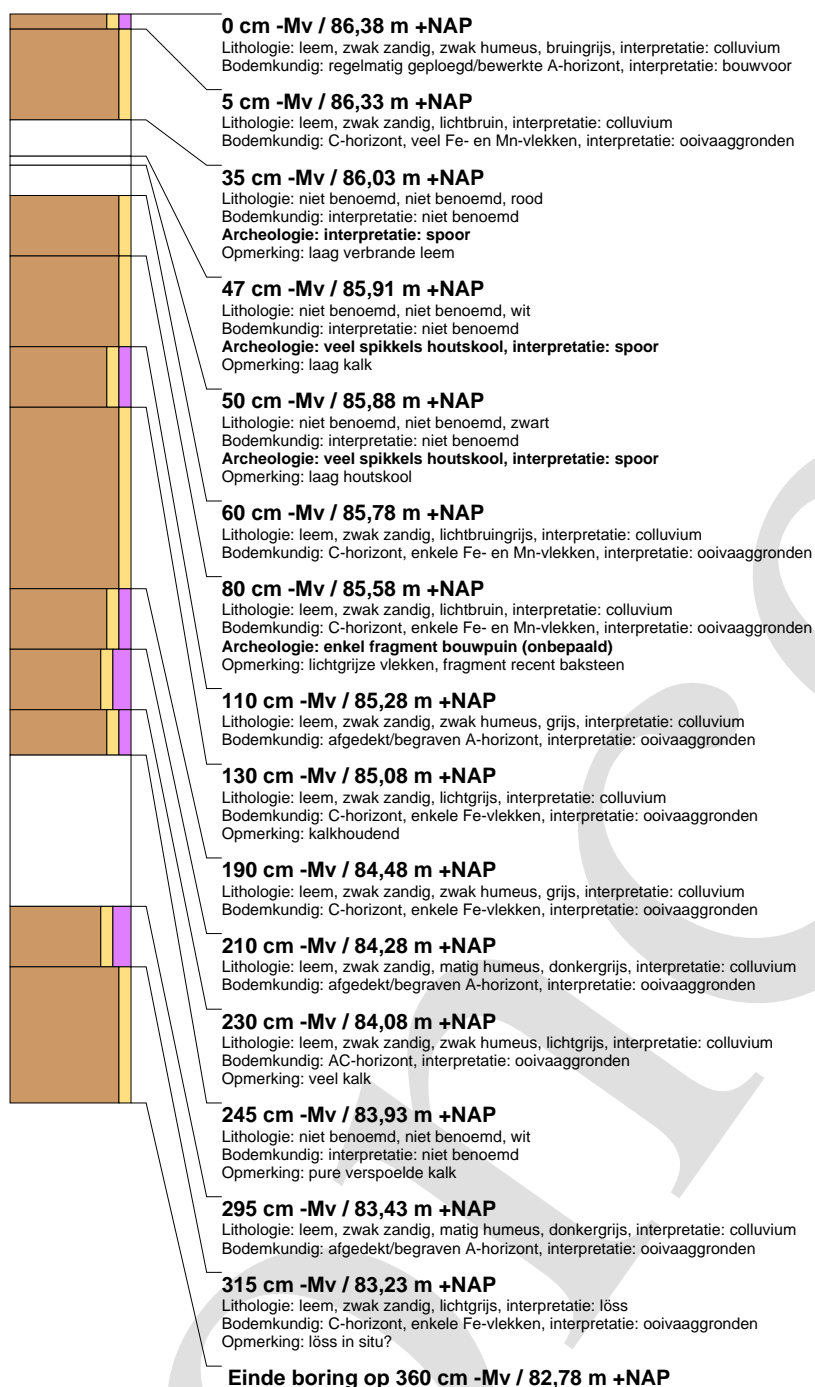 0 cm -Mv / 86,38 m +NAP
Lithologie: leem, zwak zandig, zwak humeus, bruingrijs, interpretatie: colluvium
Bodemkundig: regelmatig geploegd/bewerkte A-horizont, interpretatie: bouwvoor
5 cm -Mv / 86,33 m +NAP
Lithologie: leem, zwak zandig, lichtbruin, interpretatie: colluvium
Bodemkundig: C-horizont, veel Fe- en Mn-vlekken, interpretatie: ooivaaggronden
35 cm -Mv / 86,03 m +NAP
Lithologie: niet benoemd, niet benoemd, rood
Bodemkundig: interpretatie: niet benoemd
Archeologie: interpretatie: spoor
Opmerking: laag verbrande leem
47 cm -Mv / 85,91 m +NAP
Lithologie: niet benoemd, niet benoemd, wit
Bodemkundig: interpretatie: niet benoemd
Archeologie: veel spikkels houtskool, interpretatie: spoor
Opmerking: laag kalk
50 cm -Mv / 85,88 m +NAP
Lithologie: niet benoemd, niet benoemd, zwart
Bodemkundig: interpretatie: niet benoemd
Archeologie: veel spikkels houtskool, interpretatie: spoor
Opmerking: laag houtskool
60 cm -Mv / 85,78 m +NAP
Lithologie: leem, zwak zandig, lichtbruingrijs, interpretatie: colluvium
Bodemkundig: C-horizont, enkele Fe- en Mn-vlekken, interpretatie: ooivaaggronden
80 cm -Mv / 85,58 m +NAP
Lithologie: leem, zwak zandig, lichtbruin, interpretatie: colluvium
Bodemkundig: C-horizont, enkele Fe- en Mn-vlekken, interpretatie: ooivaaggronden
Archeologie: enkel fragment bouwpuin (onbepaald)
Opmerking: lichtgrijze vlekken, fragment recent baksteen
110 cm -Mv / 85,28 m +NAP
Lithologie: leem, zwak zandig, zwak humeus, grijs, interpretatie: colluvium
Bodemkundig: afgedekt/begraven A-horizont, interpretatie: ooivaaggronden
130 cm -Mv / 85,08 m +NAP
Lithologie: leem, zwak zandig, lichtgrijs, interpretatie: colluvium
Bodemkundig: C-horizont, enkele Fe-vlekken, interpretatie: ooivaaggronden
Opmerking: kalkhoudend
190 cm -Mv / 84,48 m +NAP
Lithologie: leem, zwak zandig, zwak humeus, grijs, interpretatie: colluvium
Bodemkundig: C-horizont, enkele Fe-vlekken, interpretatie: ooivaaggronden
210 cm -Mv / 84,28 m +NAP
Lithologie: leem, zwak zandig, matig humeus, donkergrijs, interpretatie: colluvium
Bodemkundig: afgedekt/begraven A-horizont, interpretatie: ooivaaggronden
230 cm -Mv / 84,08 m +NAP
Lithologie: leem, zwak zandig, zwak humeus, lichtgrijs, interpretatie: colluvium
Bodemkundig: AC-horizont, interpretatie: ooivaaggronden
Opmerking: veel kalk
245 cm -Mv / 83,93 m +NAP
Lithologie: niet benoemd, niet benoemd, wit
Bodemkundig: interpretatie: niet benoemd
Opmerking: pure verspoelde kalk
295 cm -Mv / 83,43 m +NAP
Lithologie: leem, zwak zandig, matig humeus, donkergrijs, interpretatie: colluvium
Bodemkundig: afgedekt/begraven A-horizont, interpretatie: ooivaaggronden
315 cm -Mv / 83,23 m +NAP
Lithologie: leem, zwak zandig, lichtgrijs, interpretatie: löss
Bodemkundig: C-horizont, enkele Fe-vlekken, interpretatie: ooivaaggronden
Opmerking: löss in situ?
Einde boring op 360 cm -Mv / 82,78 m +NAP